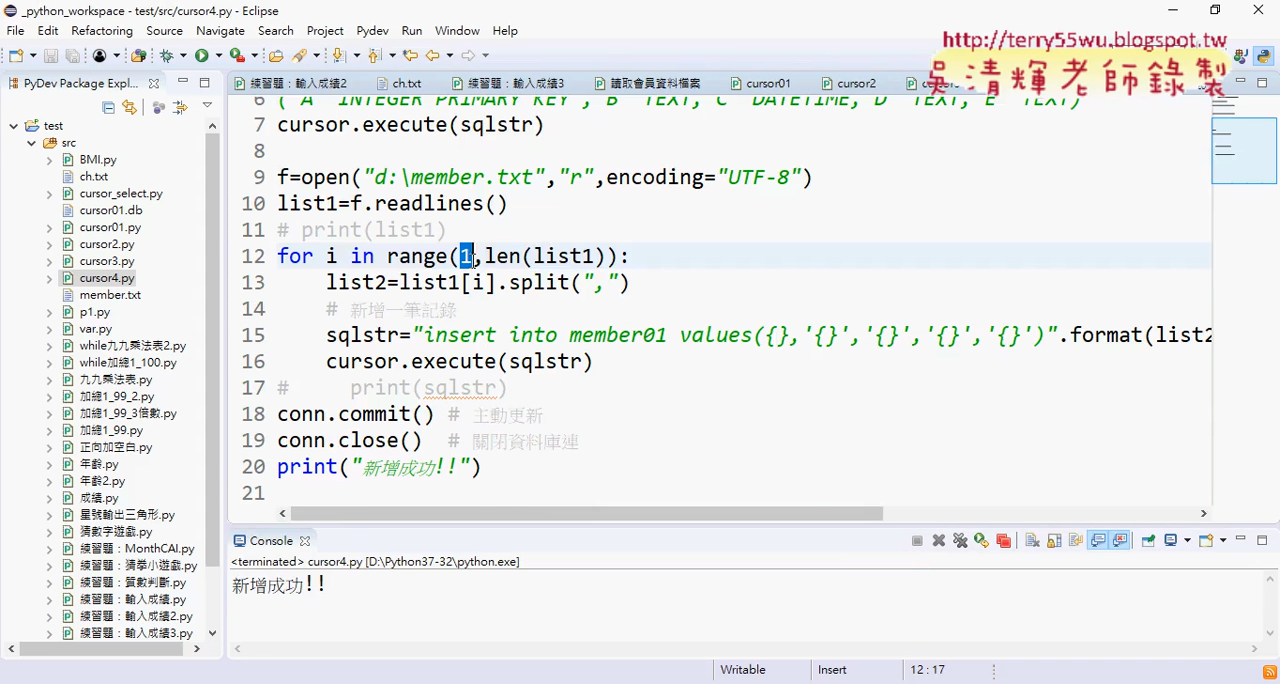 _python_workspace - test/src/cursor4.py - Eclipse
File Edit Refactoring Source Navigate Search Project Pydev Run Window Help
http://terry55wu.blogspot.tw
吳清輝老師錄製
PyDev Package Expl...
練習題：輸入成績2
ch.txt
練習題：輸入成績3
讀取會員資料檔案
cursor01
cursor2
test
src
BMI.py
ch.txt
cursor_select.py
cursor01.db
cursor01.py
cursor2.py
cursor3.py
cursor4.py
member.txt
p1.py
var.py
while九九乘法表2.py
while加總1_100.py
九九乘法表.py
加總1_99_2.py
加總1_99_3倍數.py
加總1_99.py
正向加空白.py
年齡.py
年齡2.py
成績.py
星號輸出三角形.py
猜數字遊戲.py
練習題：MonthCAl.py
練習題：猜拳小遊戲.py
練習題：質數判斷.py
練習題：輸入成績.py
練習題：輸入成績2.py
練習題：輸入成績3.py
6 ("A" INTEGER PRIMARY KEY , "B" TEXT, "C" DATETIME, "D" TEXT, "E" TEXT)
7 cursor.execute(sqlstr)
8
9 f=open("d:\member.txt","r",encoding="UTF-8")
10 list1=f.readlines()
11 # print(list1)
12 for i in range(1,len(list1)):
13 list2=list1[i].split(",")
14 # 新增一筆記錄
15 sqlstr="insert into member01 values({},'{}','{}','{}','{}')".format(list2
16 cursor.execute(sqlstr)
17 # print(sqlstr)
18 conn.commit() # 主動更新
19 conn.close() # 關閉資料庫連
20 print("新增成功!!")
21
Console
<terminated> cursor4.py [D:\Python37-32\python.exe]
新增成功!!
Writable Insert 12 : 17